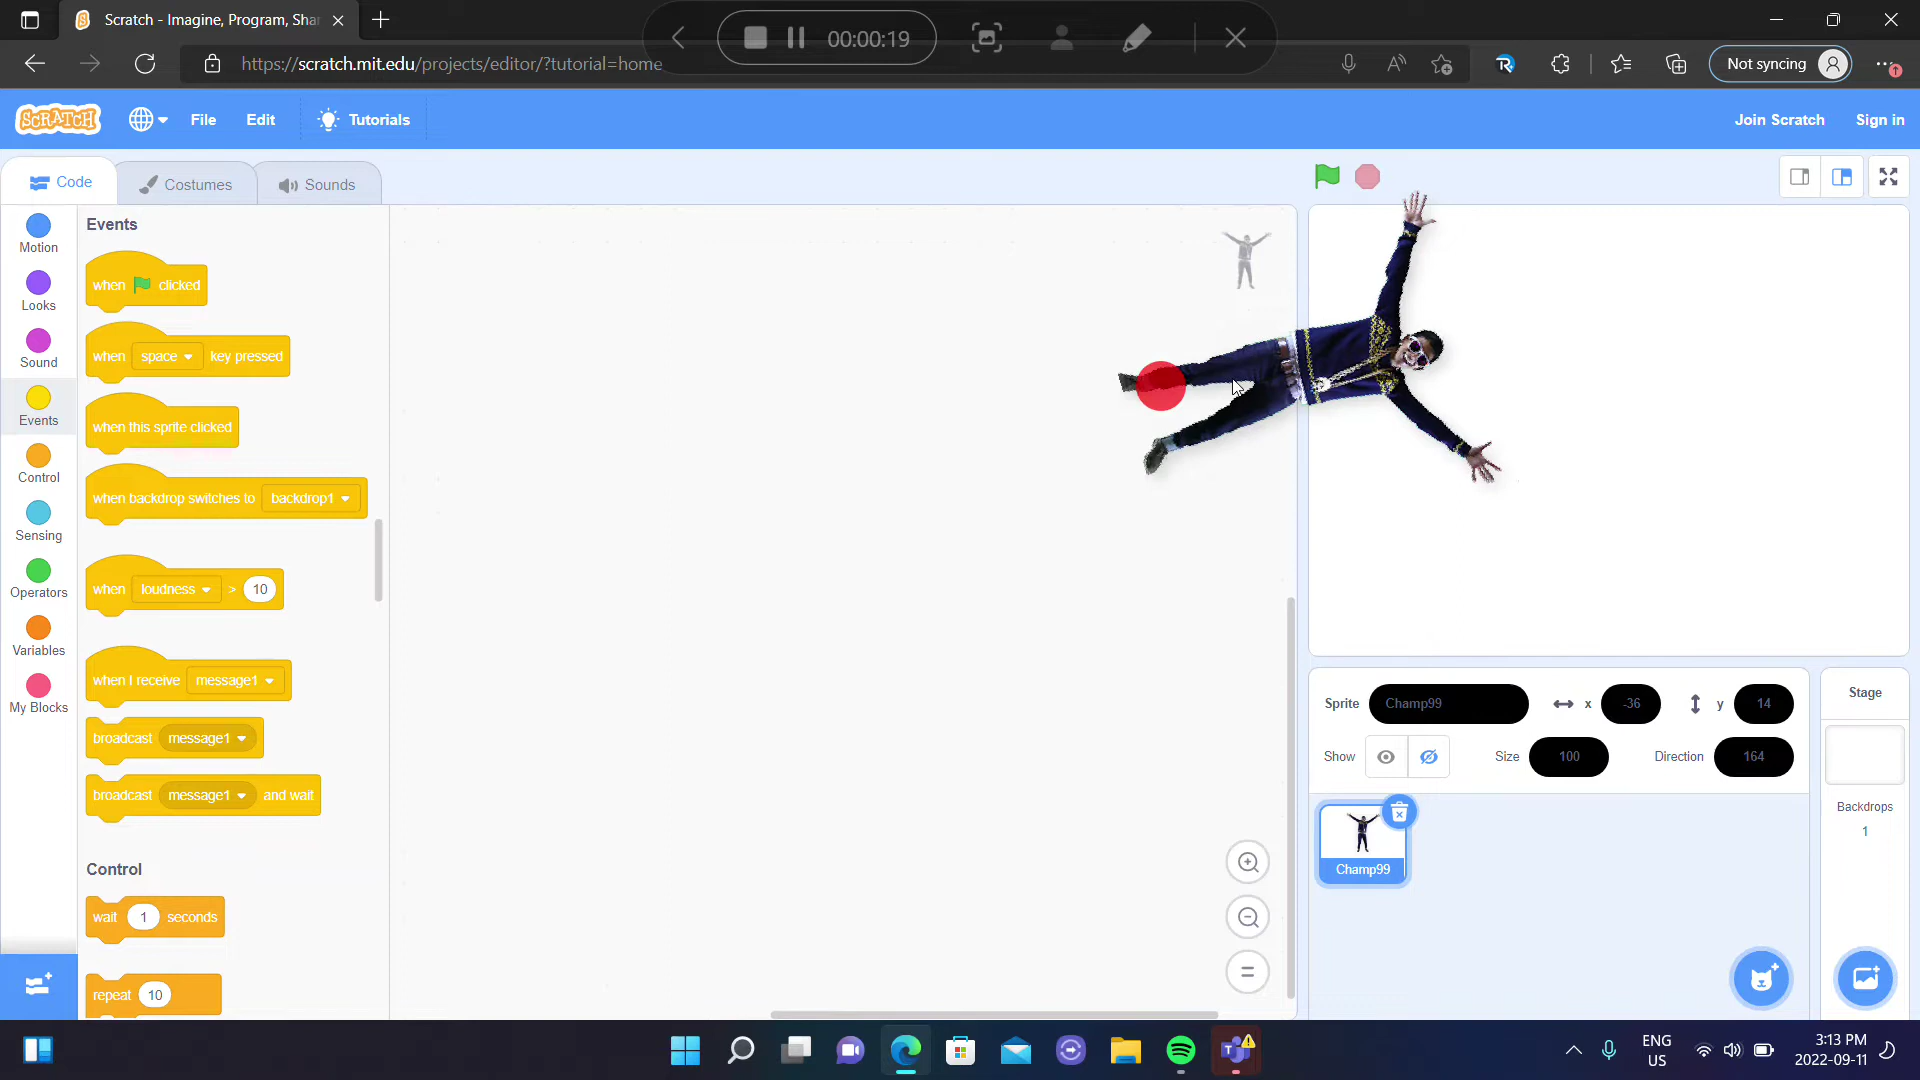 Scratch - Imagine, Program, Sha
00:00:19
https://scratch.mit.edu/projects/editor/?tutorial=home
Not syncing
SCRATCH
File
Edit
Tutorials
Join Scratch
Sign in
Code
Costumes
Sounds
Motion
Looks
Sound
Events
Control
Sensing
Operators
Variables
My Blocks
Events
when clicked
when space key pressed
when this sprite clicked
when backdrop switches to backdrop1
when loudness > 10
when I receive message1
broadcast message1
broadcast message1 and wait
Control
wait 1 seconds
repeat 10
Sprite Champ99 x -36 y 14
Show Size 100 Direction 164
Champ99
Stage
Backdrops
1
ENG
US
3:13 PM
2022-09-11